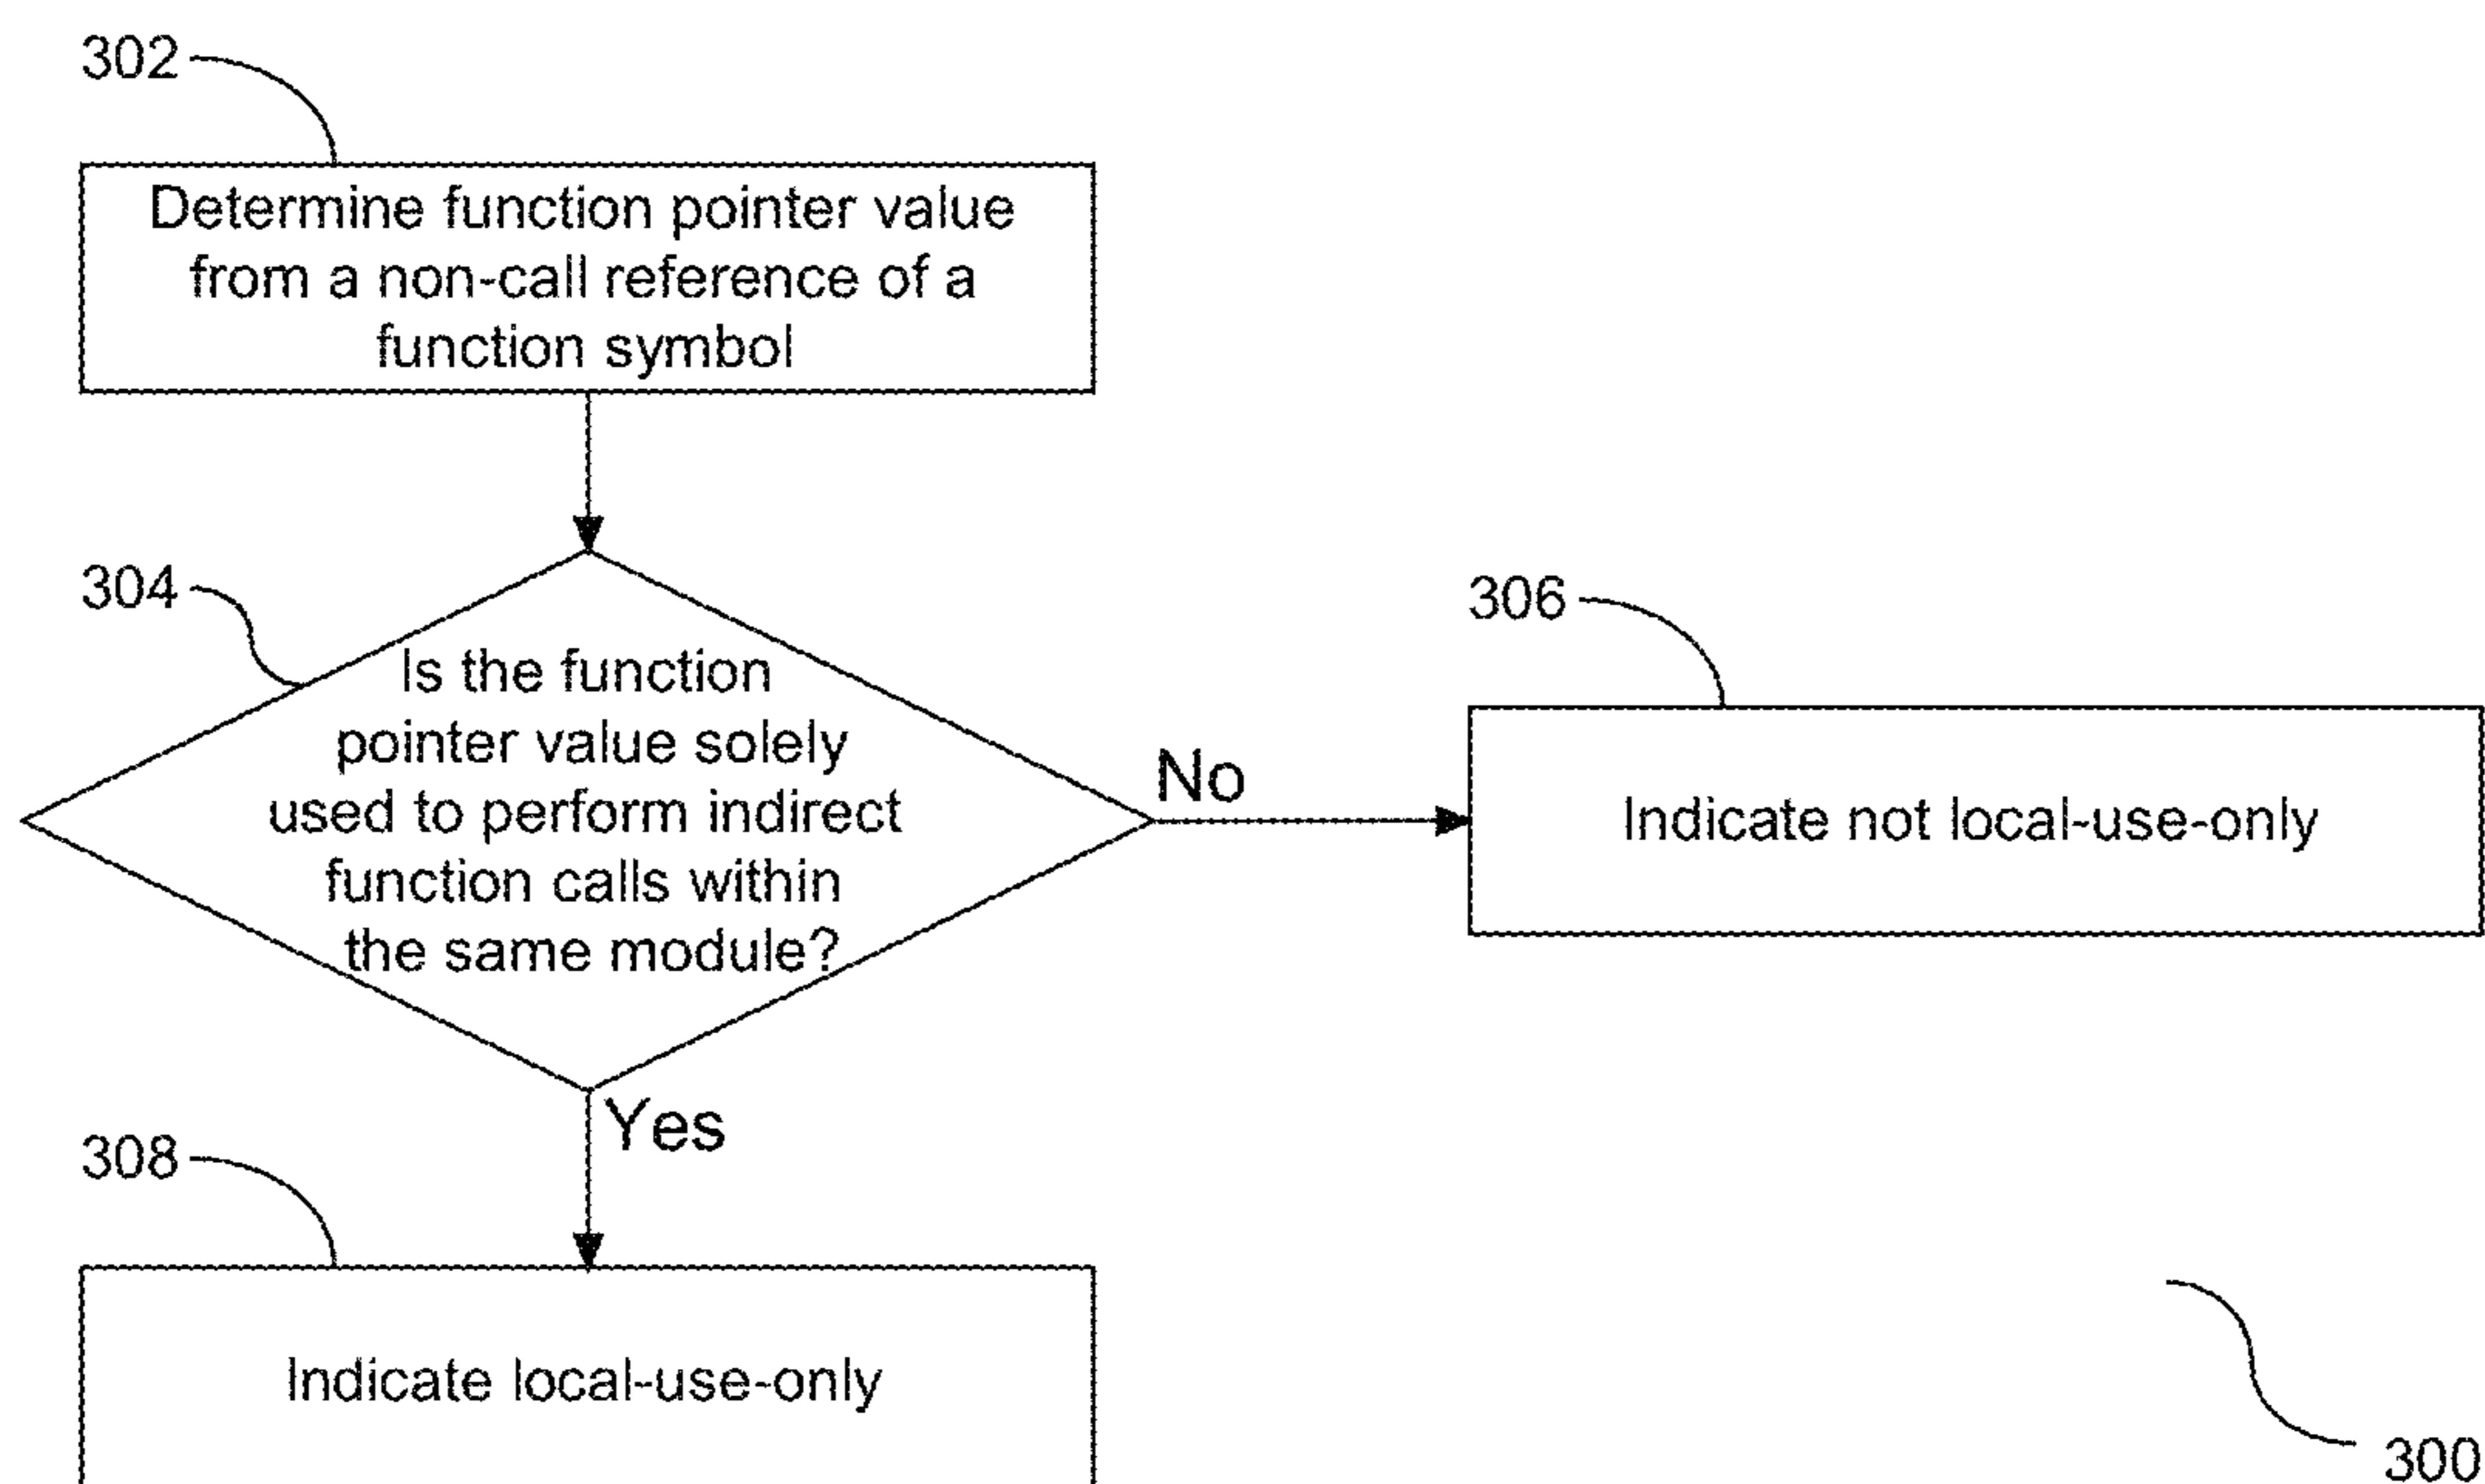 302
Determine function pointer value
from a non-call reference of a
function symbol
304
Is the function
pointer value solely
used to perform indirect
function calls within
the same module?
No
306
Indicate not local-use-only
Yes
308
Indicate local-use-only
300